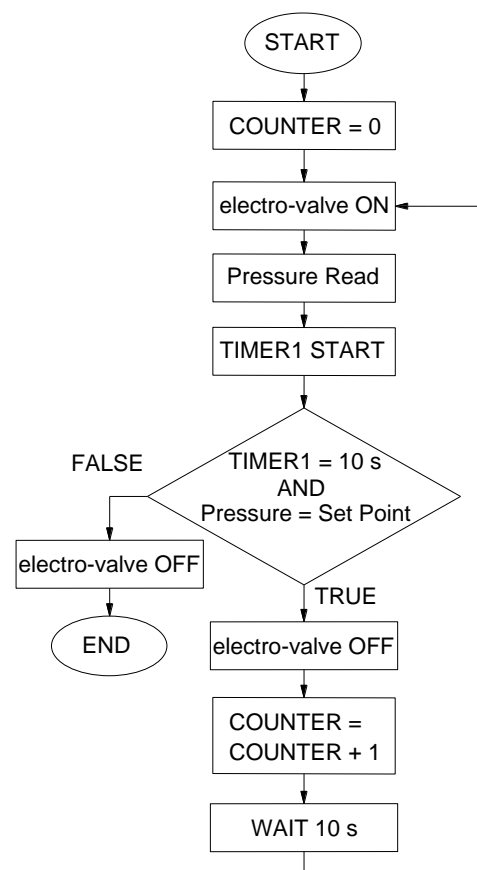 START
COUNTER = 0
electro-valve ON
Pressure Read
TIMER1 START
TIMER1 = 10 s
AND
Pressure = Set Point
FALSE
electro-valve OFF
END
TRUE
electro-valve OFF
COUNTER =
COUNTER + 1
WAIT 10 s